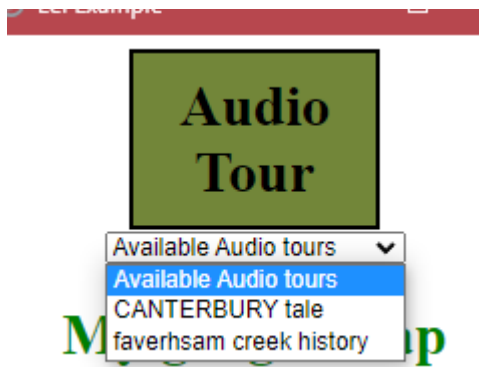 Audio
Tour
Available Audio tours
Available Audio tours
CANTERBURY tale
faverhsam creek history